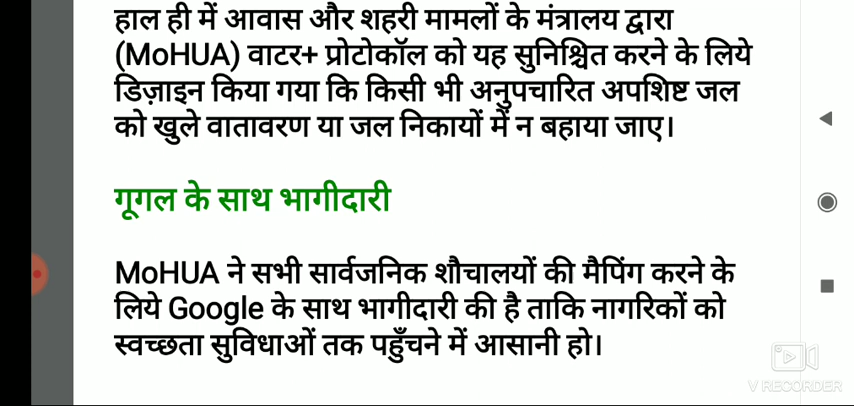 हाल ही में आवास और शहरी मामलों के मंत्रालय द्वारा
(MoHUA) वाटर+ प्रोटोकॉल को यह सुनिश्चित करने के लिये
डिज़ाइन किया गया कि किसी भी अनुपचारित अपशिष्ट जल
को खुले वातावरण या जल निकायों में न बहाया जाए।
गूगल के साथ भागीदारी
MoHUA ने सभी सार्वजनिक शौचालयों की मैपिंग करने के
लिये Google के साथ भागीदारी की है ताकि नागरिकों को
स्वच्छता सुविधाओं तक पहुँचने में आसानी हो।
V RECORDER